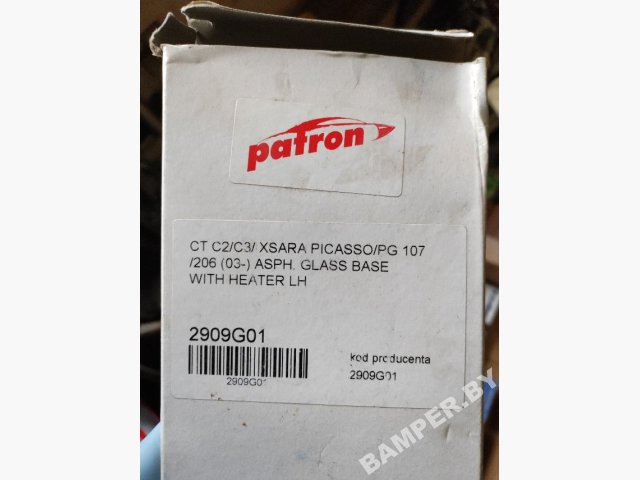 patron
CT C2/C3/ XSARA PICASSO/PG 107
/206 (03-) ASPH. GLASS BASE
WITH HEATER LH
2909G01
2909G01
kod producenta
2909G01
BAMPER.BY